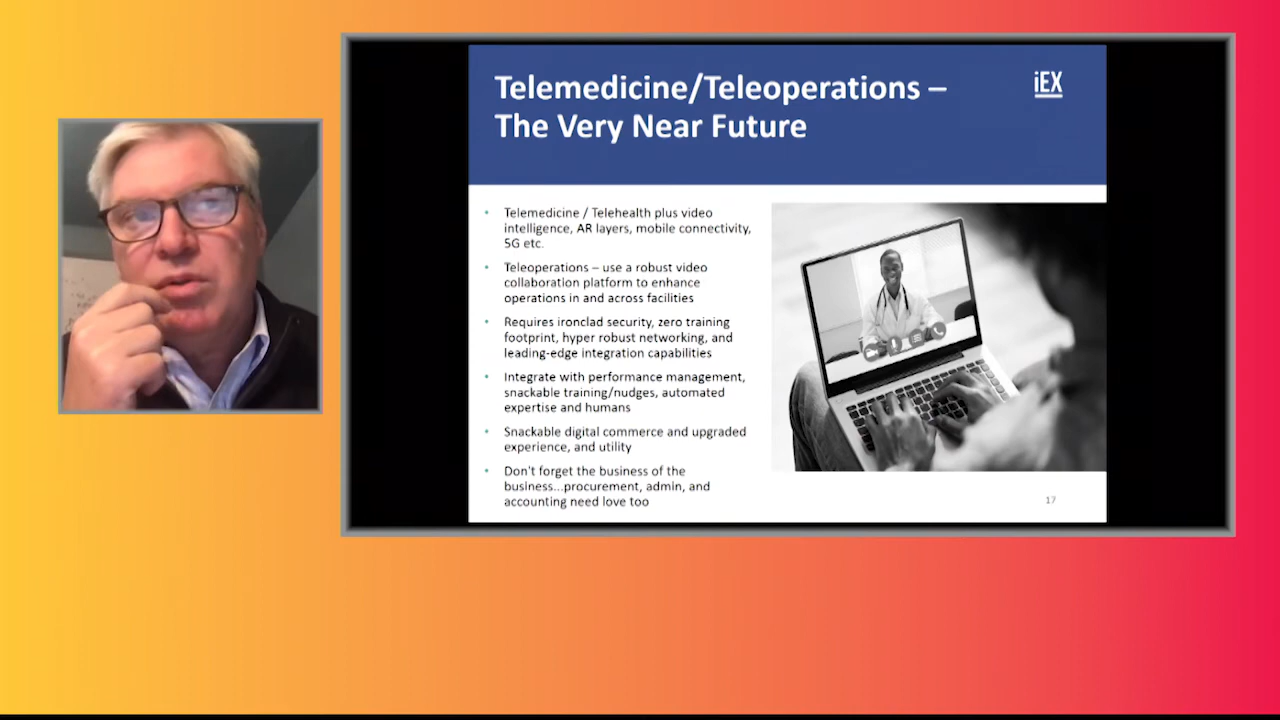 Telemedicine/Teleoperations –
The Very Near Future
iEX
• Telemedicine / Telehealth plus video
intelligence, AR layers, mobile connectivity,
5G etc.
• Teleoperations – use a robust video
collaboration platform to enhance
operations in and across facilities
• Requires ironclad security, zero training
footprint, hyper robust networking, and
leading-edge integration capabilities
• Integrate with performance management,
snackable training/nudges, automated
expertise and humans
• Snackable digital commerce and upgraded
experience, and utility
• Don't forget the business of the
business...procurement, admin, and
accounting need love too
17